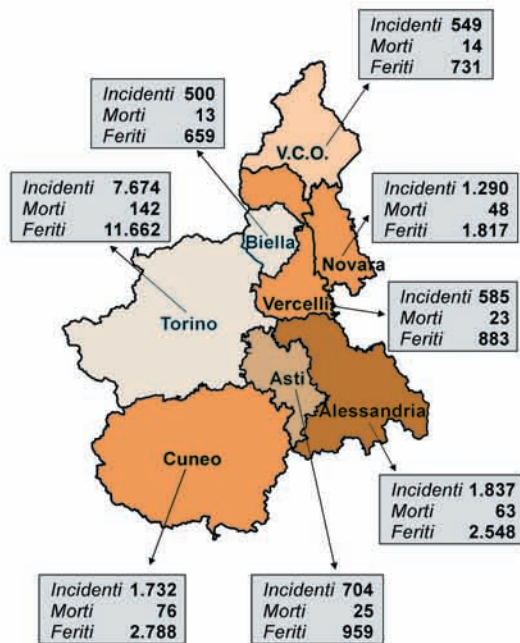 Incidenti 549
Morti 14
Feriti 731
Incidenti 500
Morti 13
Feriti 659
V.C.O.
Incidenti 7.674
Morti 142
Feriti 11.662
Incidenti 1.290
Morti 48
Feriti 1.817
Biella
Novara
Vercelli
Torino
Incidenti 585
Morti 23
Feriti 883
Asti
Alessandria
Cuneo
Incidenti 1.837
Morti 63
Feriti 2.548
Incidenti 1.732
Morti 76
Feriti 2.788
Incidenti 704
Morti 25
Feriti 959